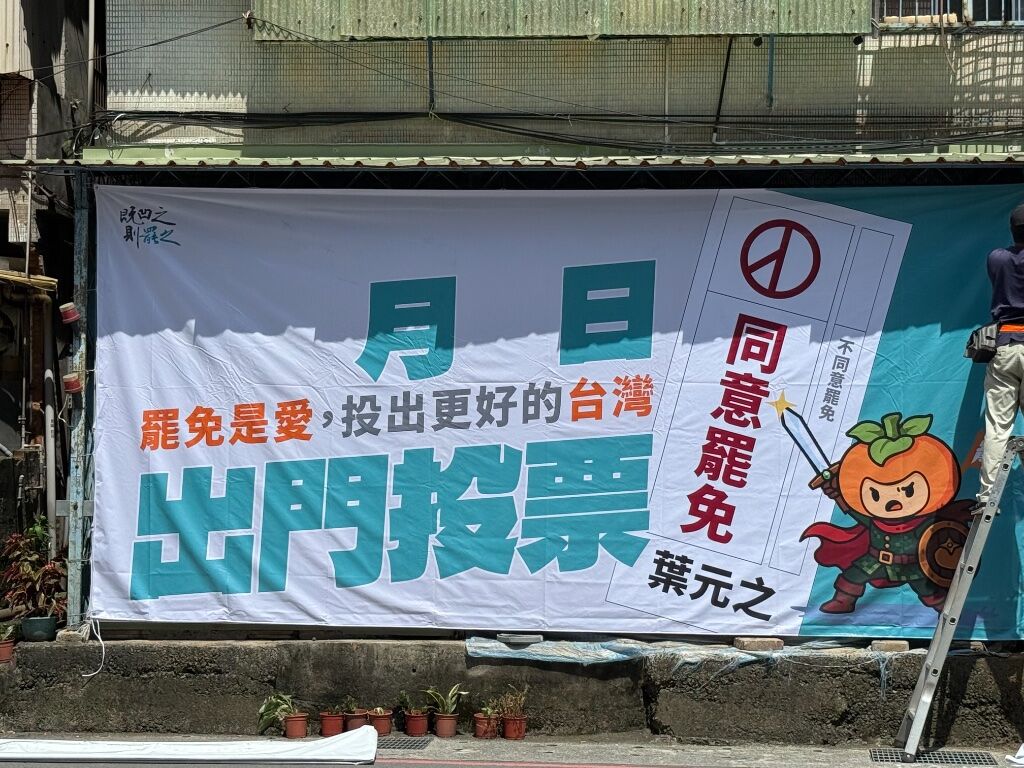 既凹之
則罷之
月 日
罷免是愛，投出更好的台灣
出門投票
同意罷免
不同意罷免
葉元之